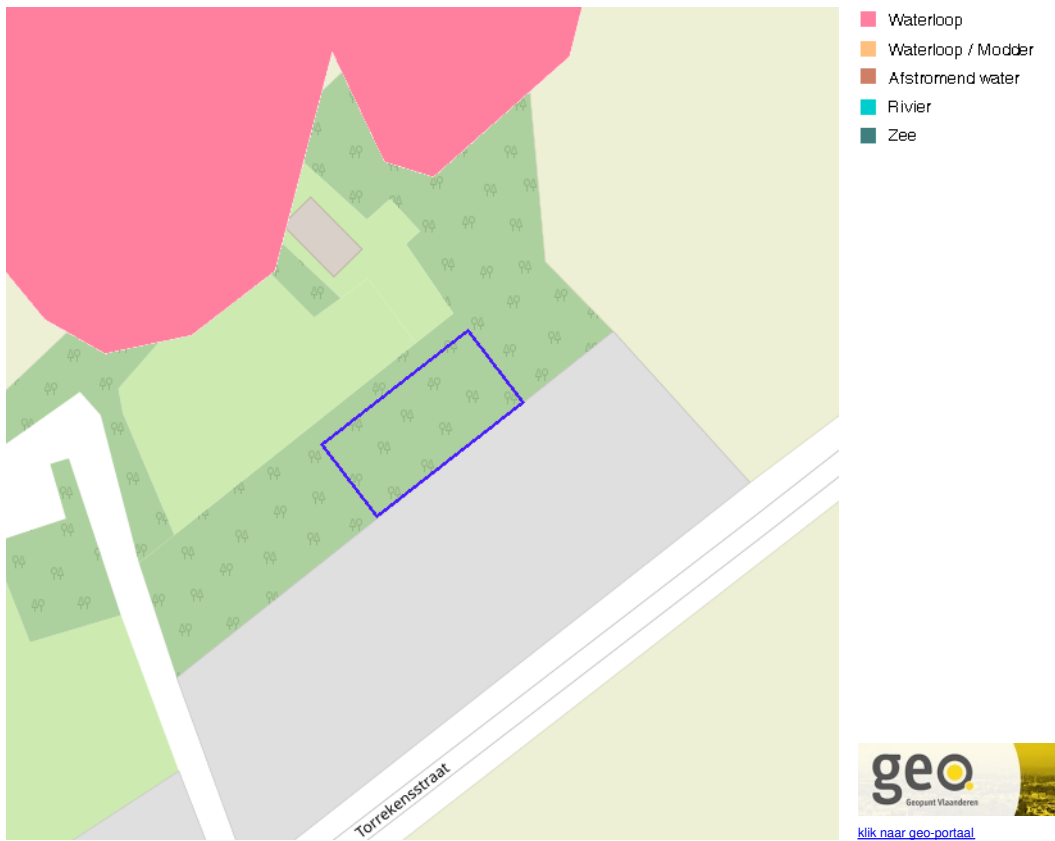 Waterloop
Waterloop / Modder
Afstromend water
Rivier
Zee
Torrekensstraat
geo.
Geopunt Vlaanderen
klik naar geo-portaal